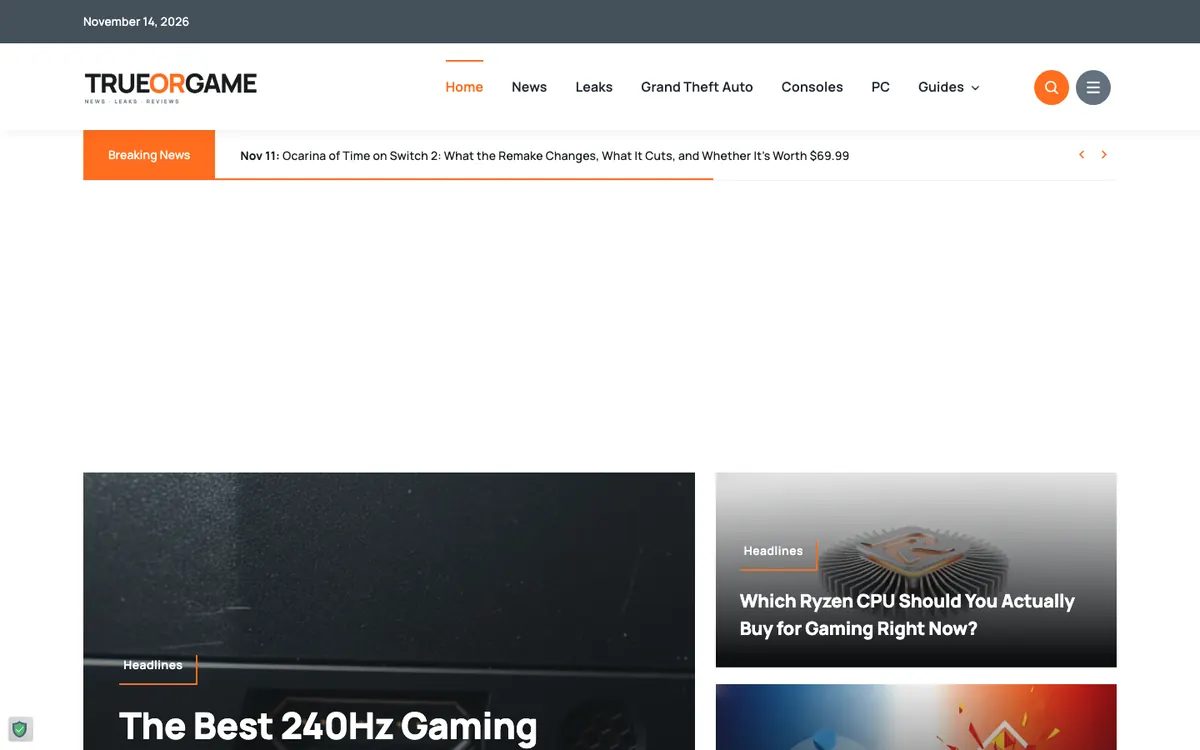 November 14, 2026
TRUEORGAME
NEWS · LEAKS · REVIEWS
Home
News
Leaks
Grand Theft Auto
Consoles
PC
Guides
Breaking News
Nov 11: Ocarina of Time on Switch 2: What the Remake Changes, What It Cuts, and Whether It's Worth $69.99
Headlines
The Best 240Hz Gaming
Headlines
Which Ryzen CPU Should You Actually
Buy for Gaming Right Now?